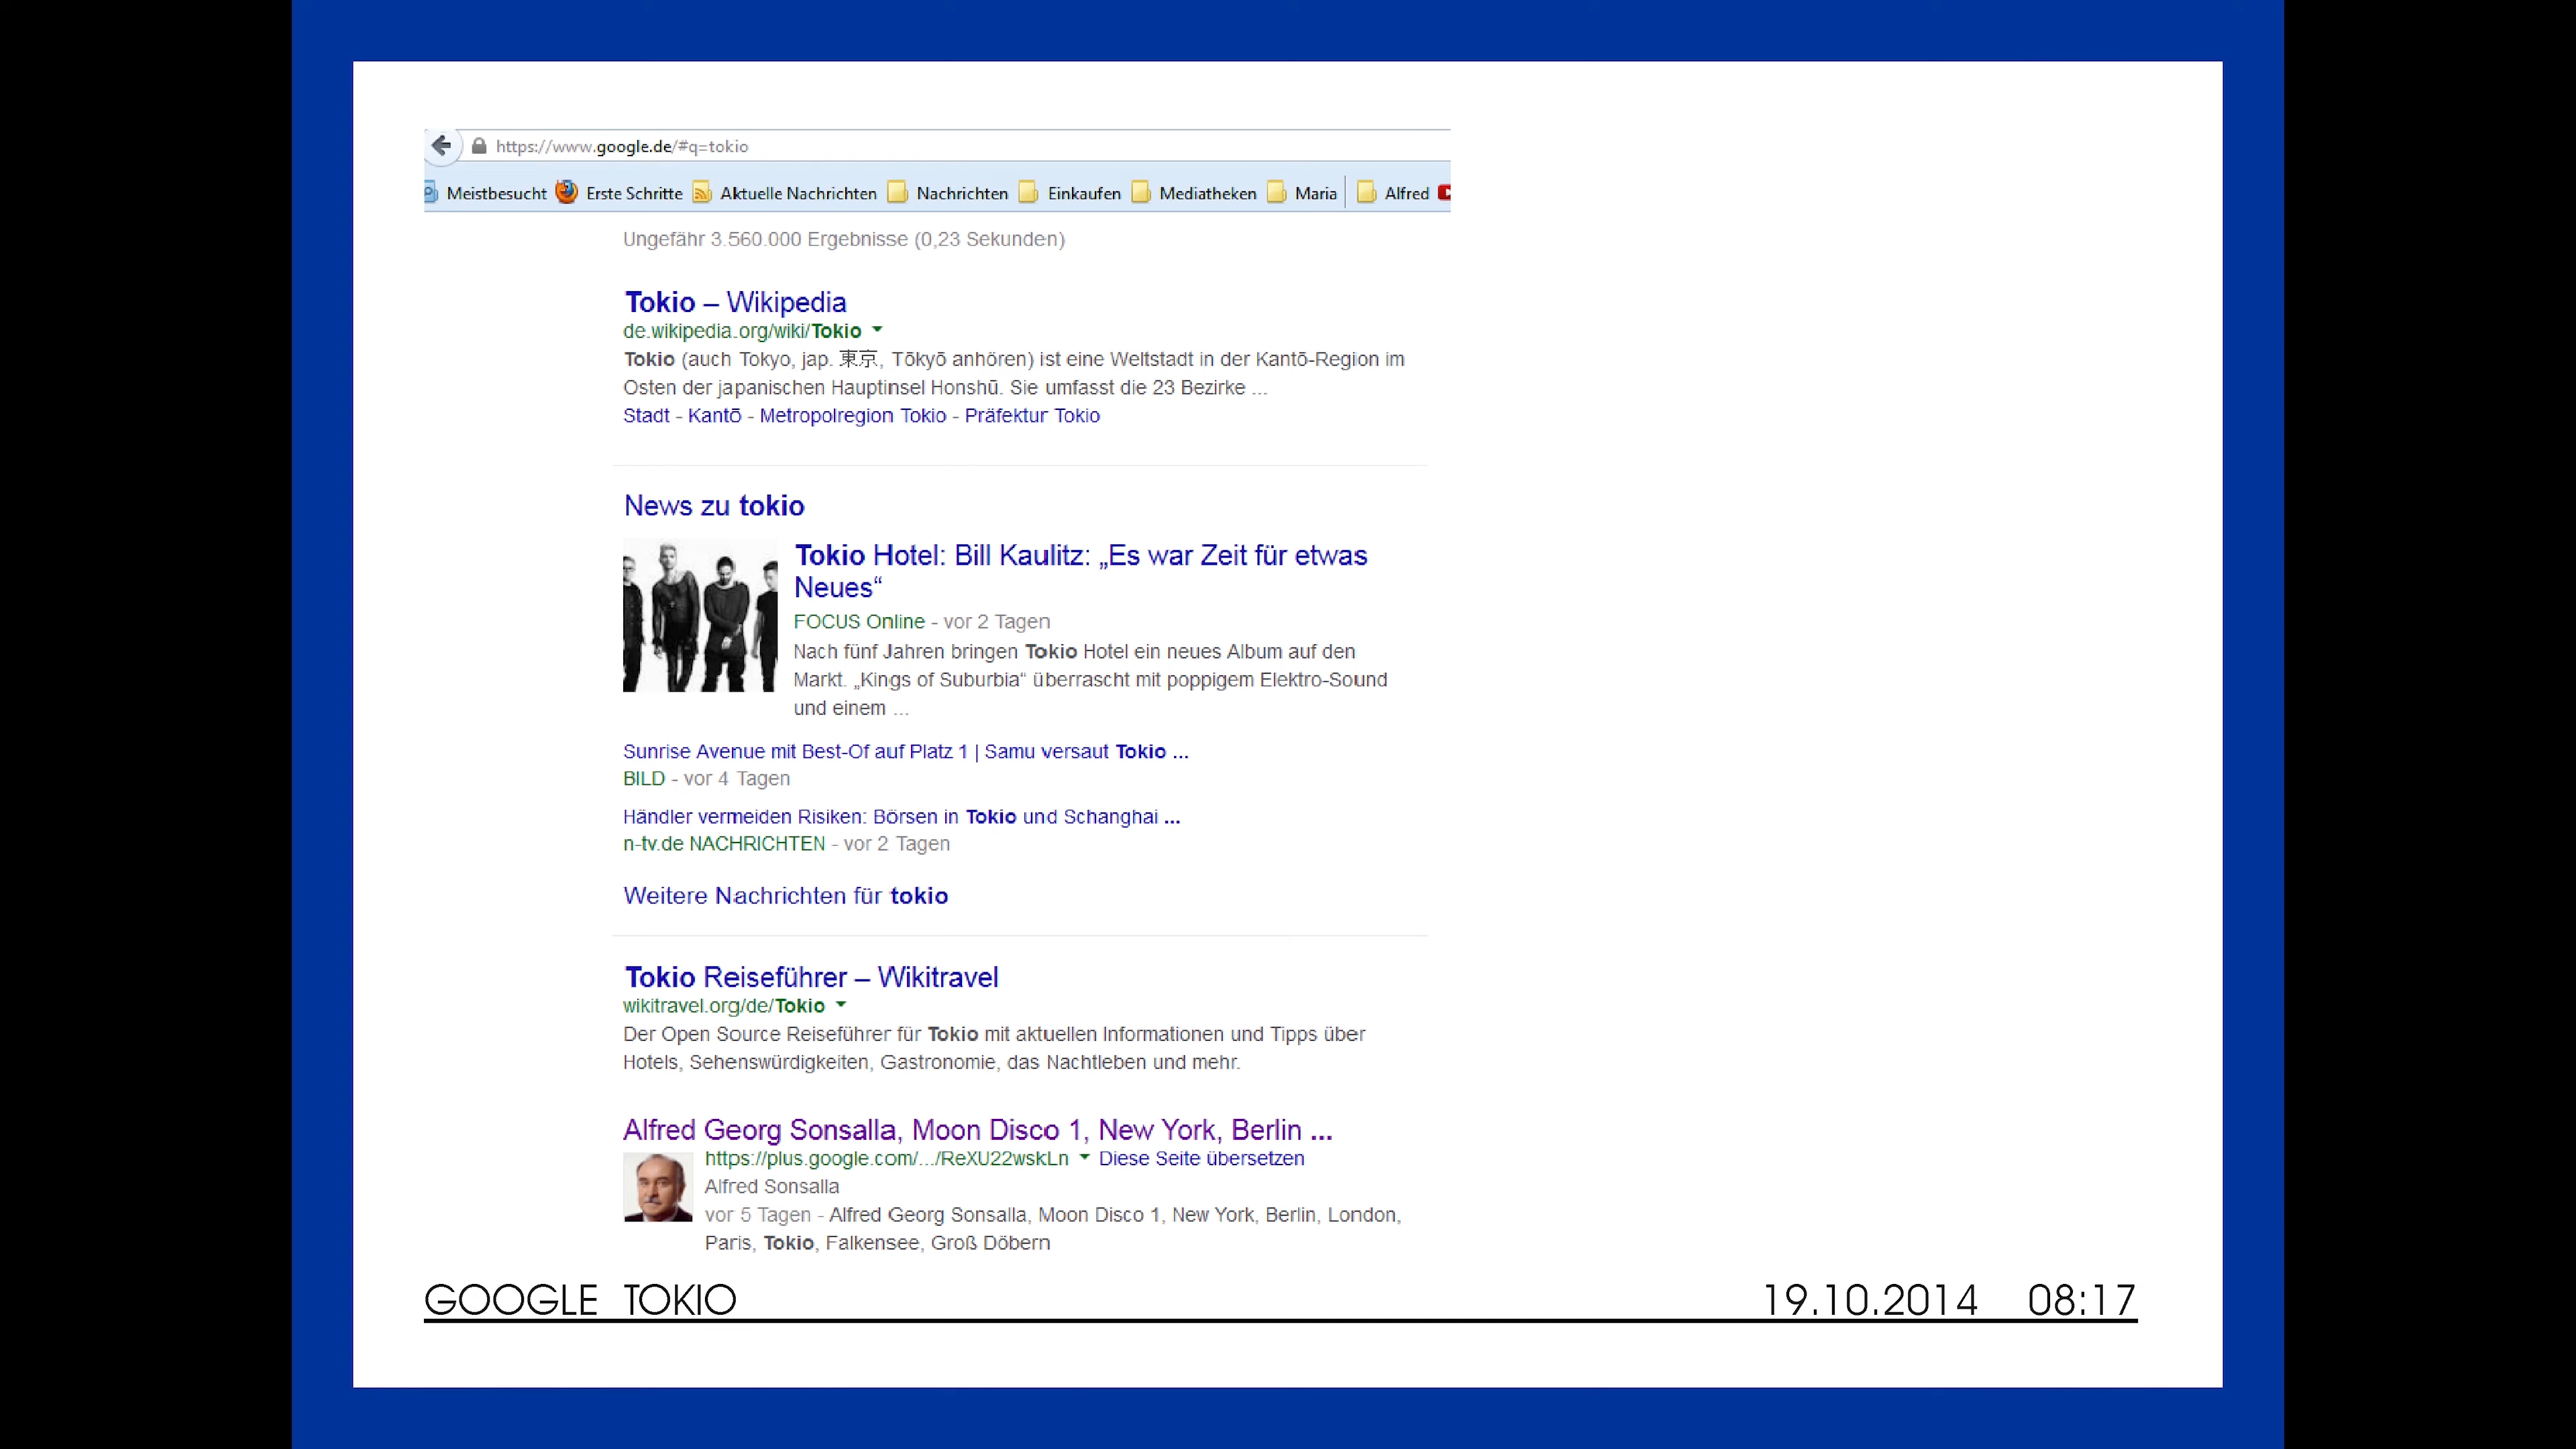 https://www.google.de/#q=tokio
Meistbesucht Erste Schritte Aktuelle Nachrichten Nachrichten Einkaufen Mediatheken Maria Alfred
Ungefähr 3.560.000 Ergebnisse (0,23 Sekunden)
Tokio – Wikipedia
de.wikipedia.org/wiki/Tokio
Tokio (auch Tokyo, jap. 東京, Tōkyō anhören) ist eine Weltstadt in der Kantō-Region im
Osten der japanischen Hauptinsel Honshū. Sie umfasst die 23 Bezirke ...
Stadt - Kantō - Metropolregion Tokio - Präfektur Tokio
News zu tokio
Tokio Hotel: Bill Kaulitz: „Es war Zeit für etwas
Neues“
FOCUS Online - vor 2 Tagen
Nach fünf Jahren bringen Tokio Hotel ein neues Album auf den
Markt. „Kings of Suburbia“ überrascht mit poppigem Elektro-Sound
und einem ...
Sunrise Avenue mit Best-Of auf Platz 1 | Samu versaut Tokio ...
BILD - vor 4 Tagen
Händler vermeiden Risiken: Börsen in Tokio und Schanghai ...
n-tv.de NACHRICHTEN - vor 2 Tagen
Weitere Nachrichten für tokio
Tokio Reiseführer – Wikitravel
wikitravel.org/de/Tokio
Der Open Source Reiseführer für Tokio mit aktuellen Informationen und Tipps über
Hotels, Sehenswürdigkeiten, Gastronomie, das Nachtleben und mehr.
Alfred Georg Sonsalla, Moon Disco 1, New York, Berlin ...
https://plus.google.com/.../ReXU22wskLn Diese Seite übersetzen
Alfred Sonsalla
vor 5 Tagen - Alfred Georg Sonsalla, Moon Disco 1, New York, Berlin, London,
Paris, Tokio, Falkensee, Groß Döbern
GOOGLE TOKIO 19.10.2014 08:17